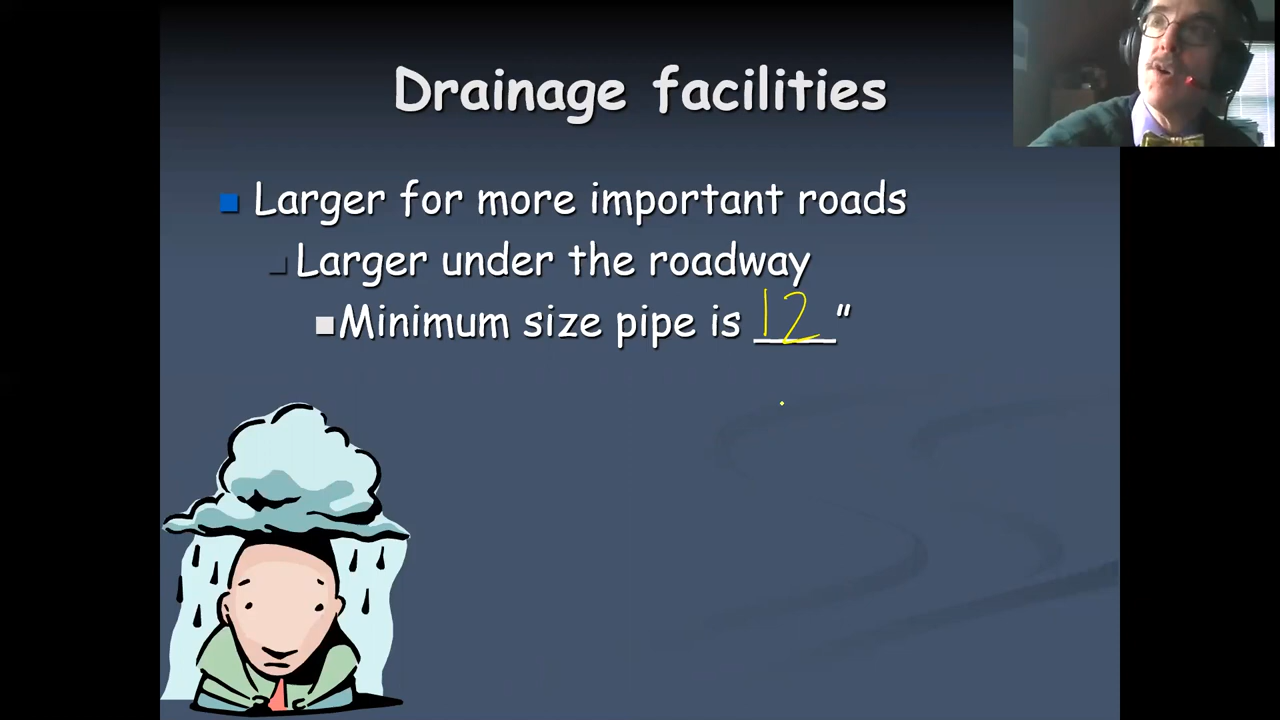 Drainage facilities
Larger for more important roads
Larger under the roadway
Minimum size pipe is 12”